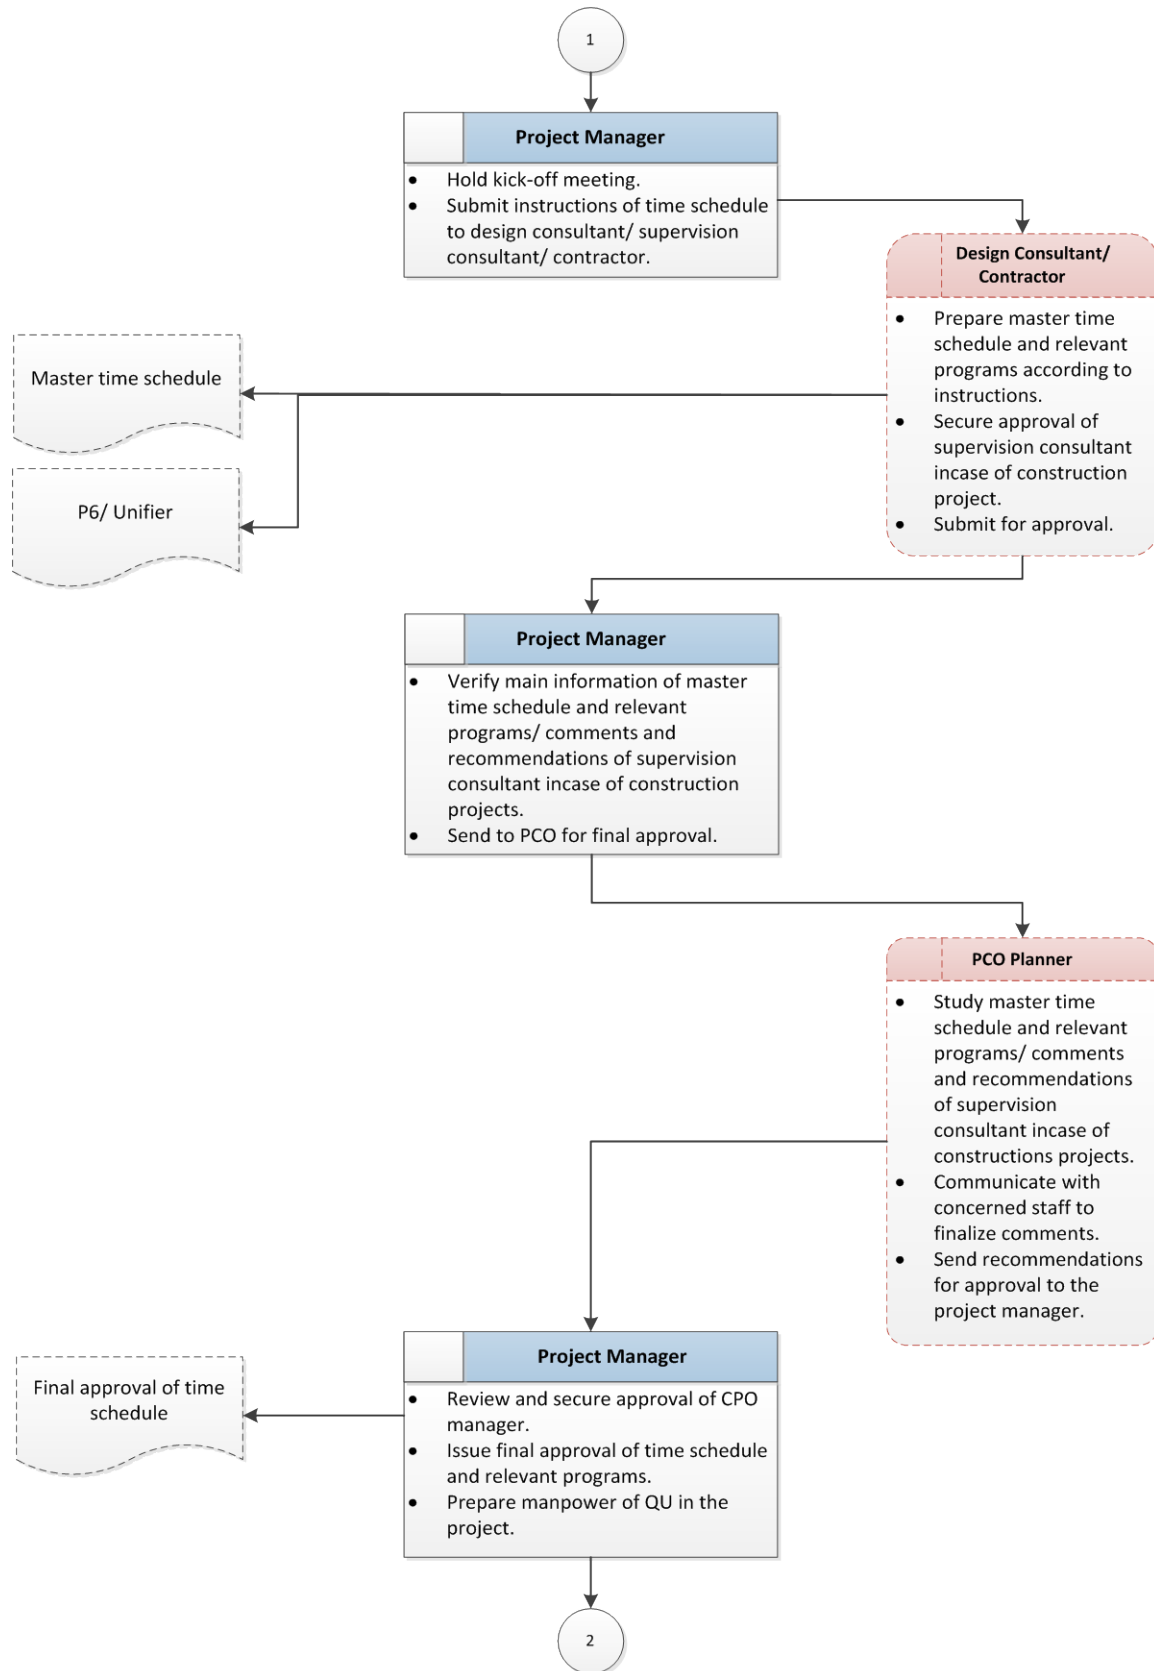 1
Project Manager
• Hold kick-off meeting.
• Submit instructions of time schedule
to design consultant/ supervision
consultant/ contractor.
Design Consultant/
Contractor
• Prepare master time
schedule and relevant
programs according to
instructions.
• Secure approval of
supervision consultant
incase of construction
project.
• Submit for approval.
Master time schedule
P6/ Unifier
Project Manager
• Verify main information of master
time schedule and relevant
programs/ comments and
recommendations of supervision
consultant incase of construction
projects.
• Send to PCO for final approval.
PCO Planner
• Study master time
schedule and relevant
programs/ comments
and recommendations
of supervision
consultant incase of
constructions projects.
• Communicate with
concerned staff to
finalize comments.
• Send recommendations
for approval to the
project manager.
Project Manager
• Review and secure approval of CPO
manager.
• Issue final approval of time schedule
and relevant programs.
• Prepare manpower of QU in the
project.
Final approval of time
schedule
2